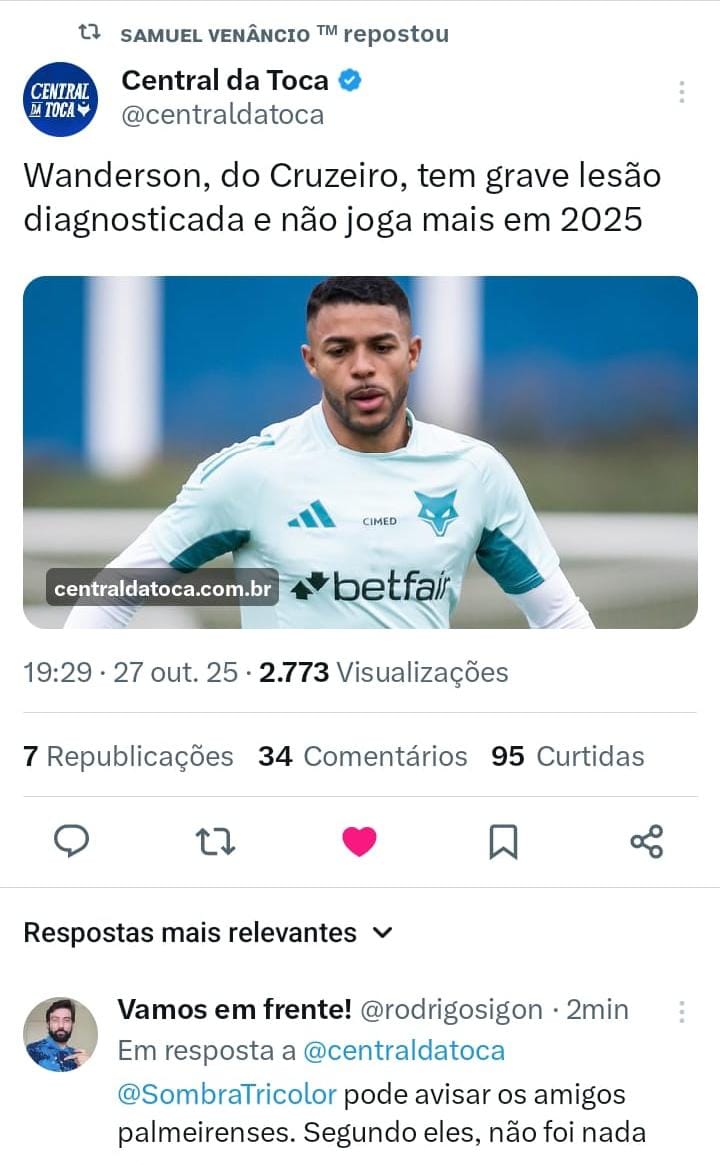 SAMUEL VENÂNCIO ™ repostou
CENTRAL
DA TOCA
Central da Toca
@centraldatoca
Wanderson, do Cruzeiro, tem grave lesão
diagnosticada e não joga mais em 2025
CIMED
betfair
centraldatoca.com.br
19:29 · 27 out. 25 · 2.773 Visualizações
7 Republicações 34 Comentários 95 Curtidas
Respostas mais relevantes
Vamos em frente! @rodrigosigon · 2min
Em resposta a @centraldatoca
@SombraTricolor pode avisar os amigos
palmeirenses. Segundo eles, não foi nada